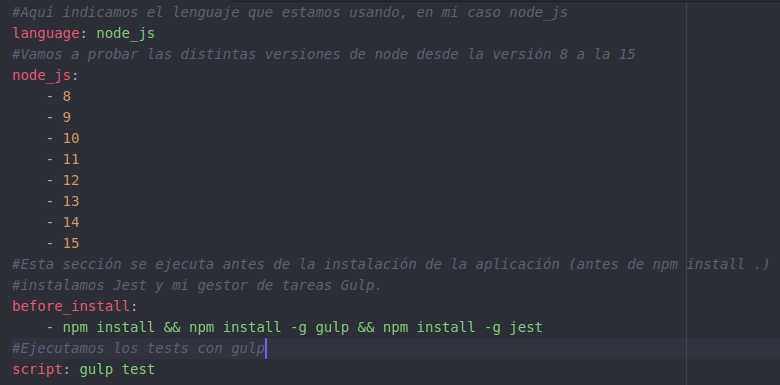 #Aquí indicamos el lenguaje que estamos usando, en mi caso node_js
language: node_js
#Vamos a probar las distintas versiones de node desde la versión 8 a la 15
node_js:
    - 8
    - 9
    - 10
    - 11
    - 12
    - 13
    - 14
    - 15
#Esta sección se ejecuta antes de la instalación de la aplicación (antes de npm install .)
#instalamos Jest y mi gestor de tareas Gulp.
before_install:
    - npm install && npm install -g gulp && npm install -g jest
#Ejecutamos los tests con gulp
script: gulp test